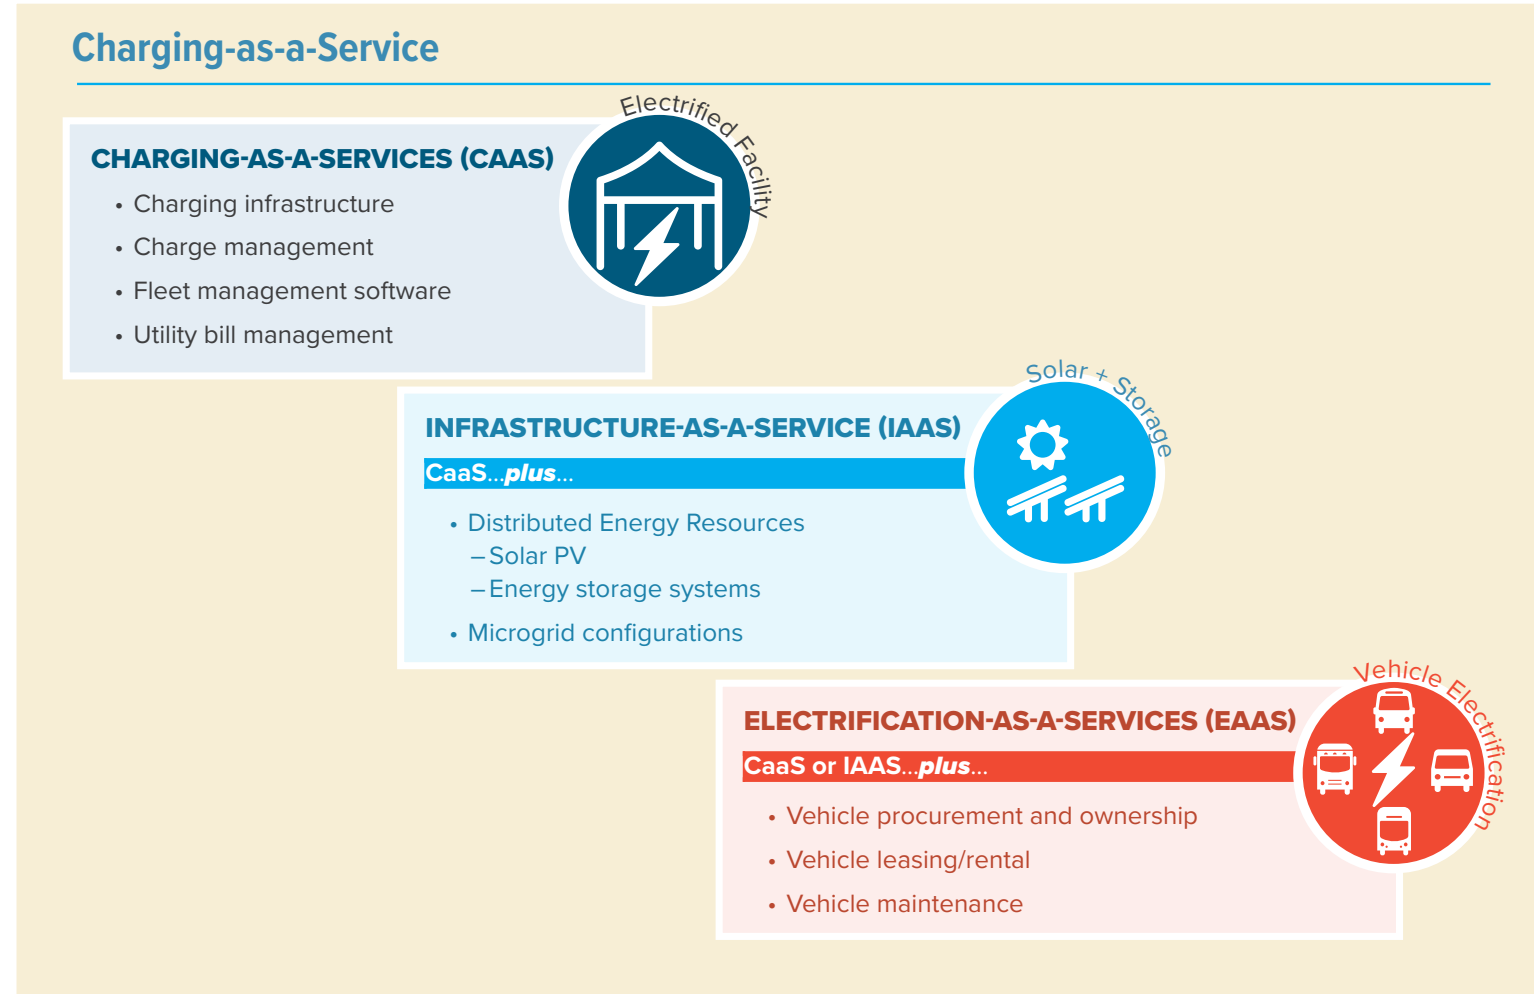 Charging-as-a-Service
Electrified Facility
CHARGING-AS-A-SERVICES (CAAS)
• Charging infrastructure
• Charge management
• Fleet management software
• Utility bill management
Solar + Storage
INFRASTRUCTURE-AS-A-SERVICE (IAAS)
CaaS...plus...
• Distributed Energy Resources
– Solar PV
– Energy storage systems
• Microgrid configurations
Vehicle Electrification
ELECTRIFICATION-AS-A-SERVICES (EAAS)
CaaS or IAAS...plus...
• Vehicle procurement and ownership
• Vehicle leasing/rental
• Vehicle maintenance